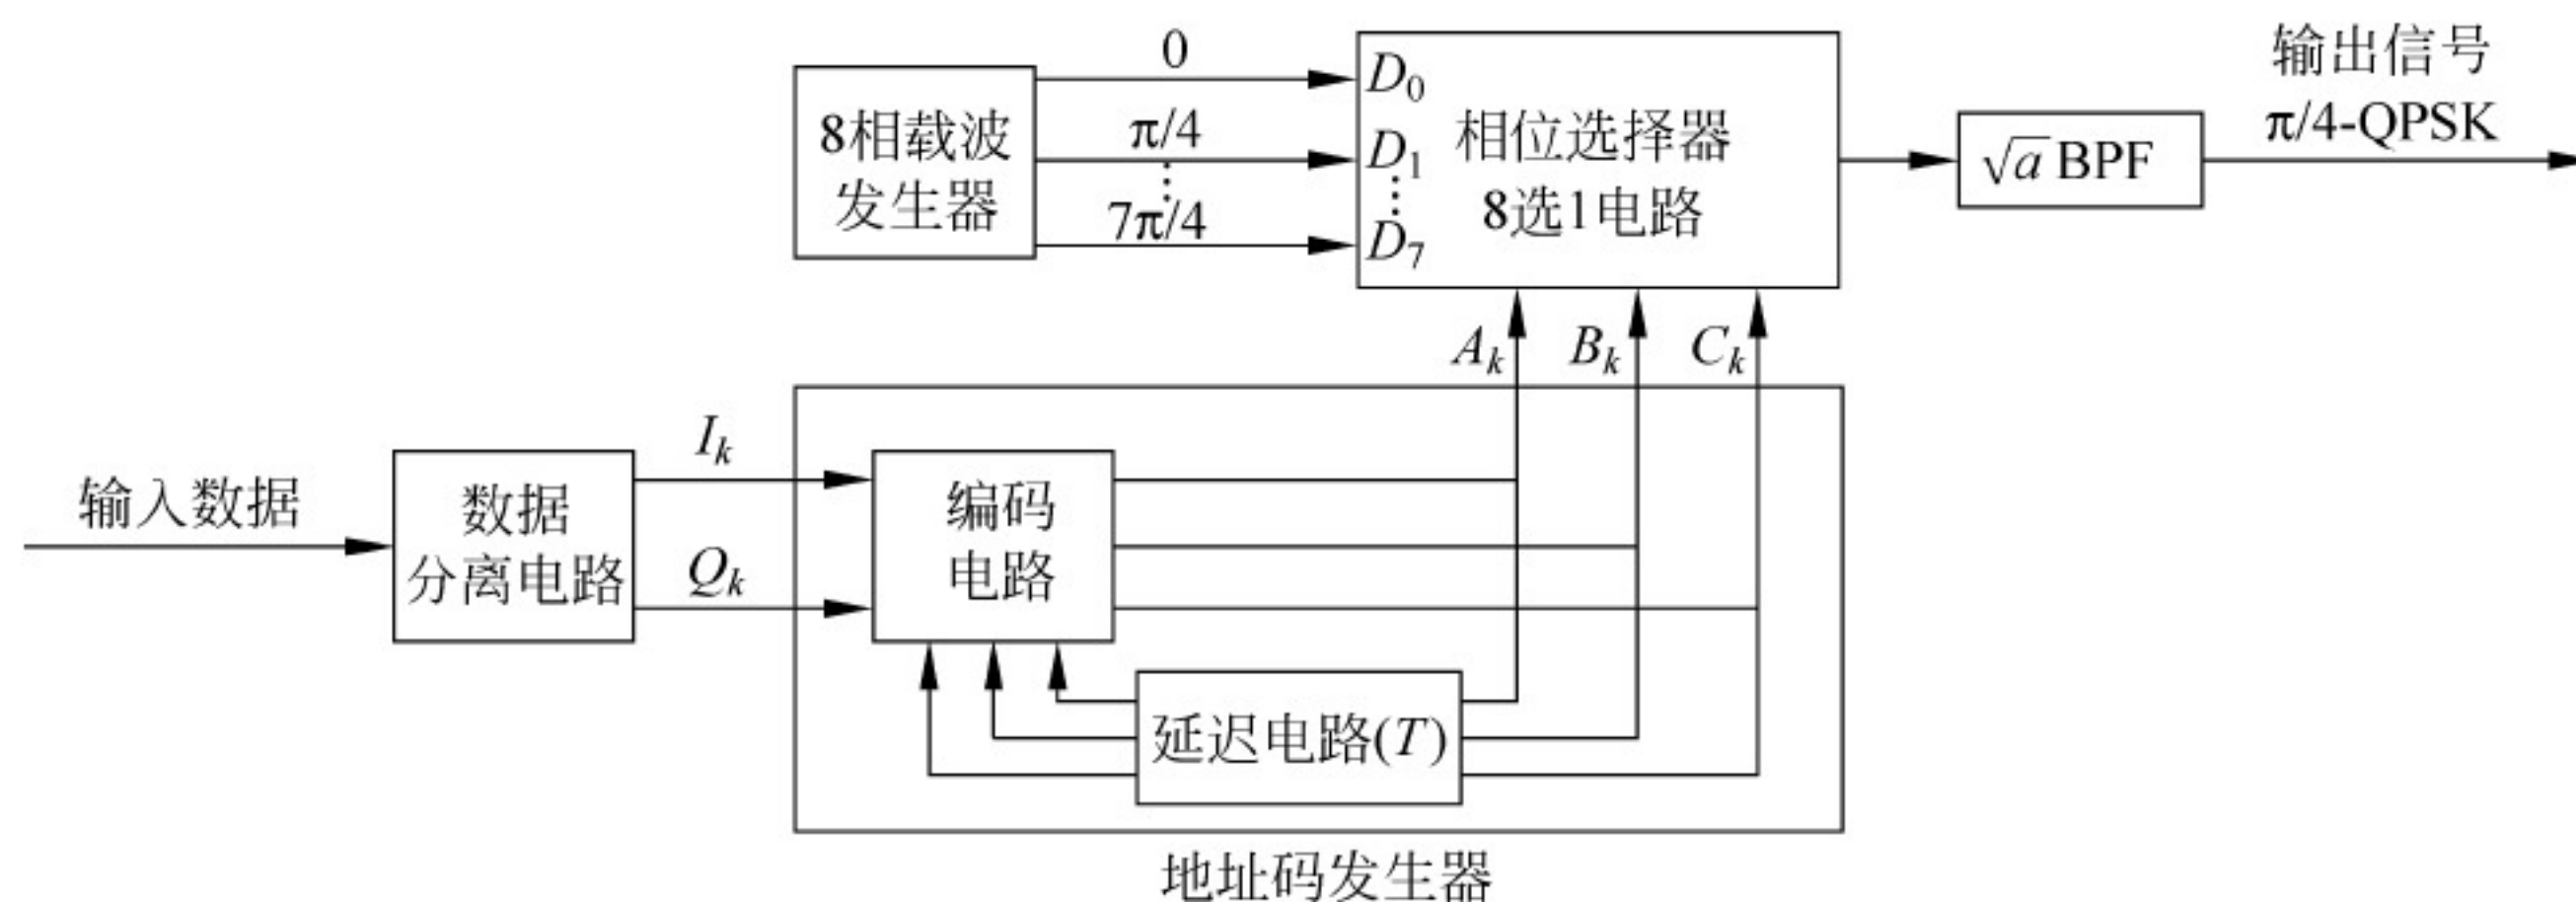 0
8相载波
发生器
π/4
⋮
7π/4
D₀
D₁
⋮
D₇
相位选择器
8选1电路
√a BPF
输出信号
π/4-QPSK
Aₖ
Bₖ
Cₖ
输入数据
数据
分离电路
Iₖ
Qₖ
编码
电路
延迟电路(T)
地址码发生器